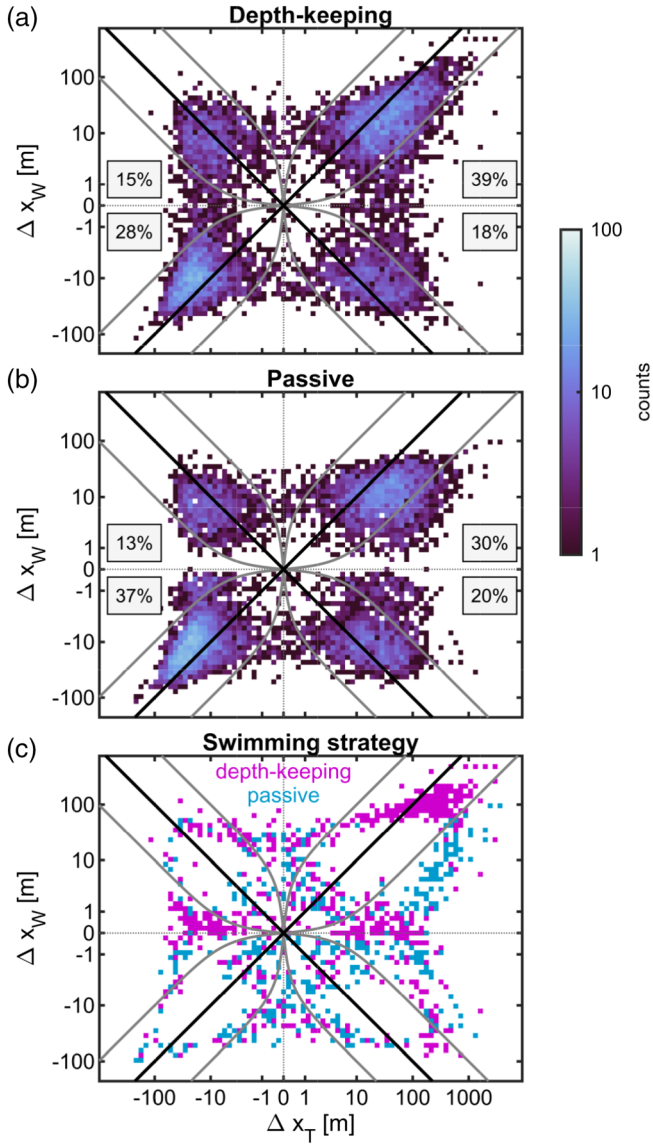 (a) Depth-keeping
100
10
1
0
-1
-10
-100
Δ x_W [m]
15%
39%
28%
18%
100
10
1
counts
(b) Passive
100
10
1
0
-1
-10
-100
Δ x_W [m]
13%
30%
37%
20%
(c) Swimming strategy
depth-keeping
passive
100
10
1
0
-1
-10
-100
Δ x_W [m]
-100 -10 -1 0 1 10 100 1000
Δ x_T [m]